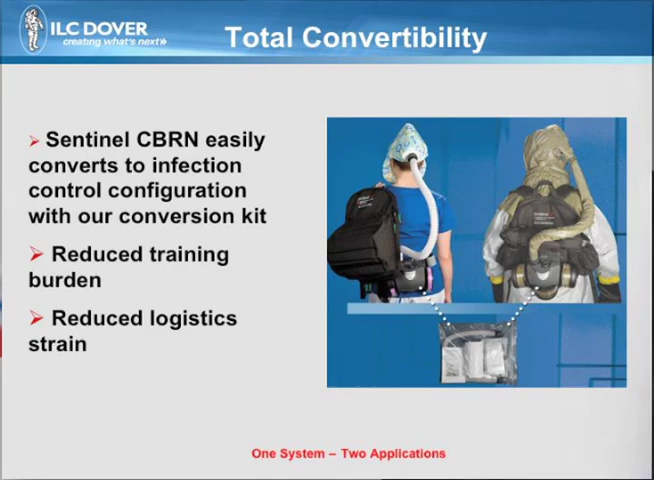 ILC DOVER
creating what's next
Total Convertibility
Sentinel CBRN easily
converts to infection
control configuration
with our conversion kit
Reduced training
burden
Reduced logistics
strain
One System – Two Applications